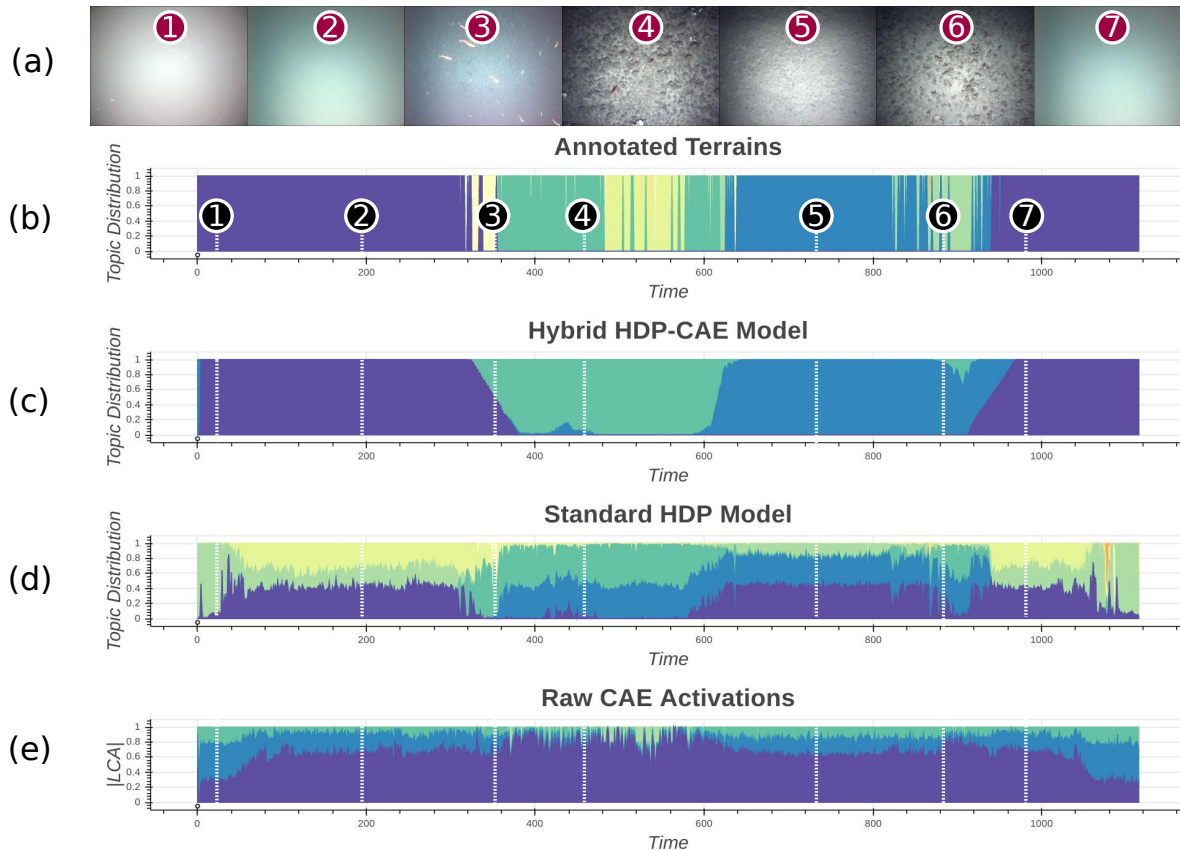 (a)
1 2 3 4 5 6 7
Annotated Terrains
(b)
Topic Distribution
1
0.8
0.6
0.4
0.2
0
1 2 3 4 5 6 7
0 200 400 600 800 1000
Time
Hybrid HDP-CAE Model
(c)
Topic Distribution
1
0.8
0.6
0.4
0.2
0
0 200 400 600 800 1000
Time
Standard HDP Model
(d)
Topic Distribution
1
0.8
0.6
0.4
0.2
0
0 200 400 600 800 1000
Time
Raw CAE Activations
(e)
|LCA|
1
0.8
0.6
0.4
0.2
0
0 200 400 600 800 1000
Time